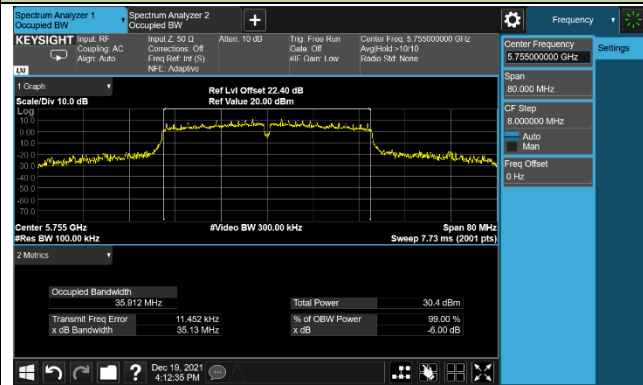 Spectrum Analyzer 1
Occupied BW
Spectrum Analyzer 2
Occupied BW
+
Frequency
KEYSIGHT
LXI
Input: RF
Coupling: AC
Align: Auto
Input Z: 50 Ω
Corrections: Off
Freq Ref: Int (S)
NFE: Adaptive
Atten: 10 dB
Trig: Free Run
Gate: Off
#IF Gain: Low
Center Freq: 5.755000000 GHz
Avg|Hold:>10/10
Radio Std: None
Center Frequency
5.755000000 GHz
Settings
Span
80.000 MHz
CF Step
8.000000 MHz
Auto
Man
Freq Offset
0 Hz
1 Graph
Scale/Div 10.0 dB
Ref Lvl Offset 22.40 dB
Ref Value 20.00 dBm
Log
10.0
0.00
-10.0
-20.0
-30.0
-40.0
-50.0
-60.0
-70.0
Center 5.755 GHz
#Video BW 300.00 kHz
Span 80 MHz
#Res BW 100.00 kHz
Sweep 7.73 ms (2001 pts)
2 Metrics
Occupied Bandwidth
35.912 MHz
Total Power
30.4 dBm
Transmit Freq Error
11.452 kHz
% of OBW Power
99.00 %
x dB Bandwidth
35.13 MHz
x dB
-6.00 dB
?
Dec 19, 2021
4:12:35 PM